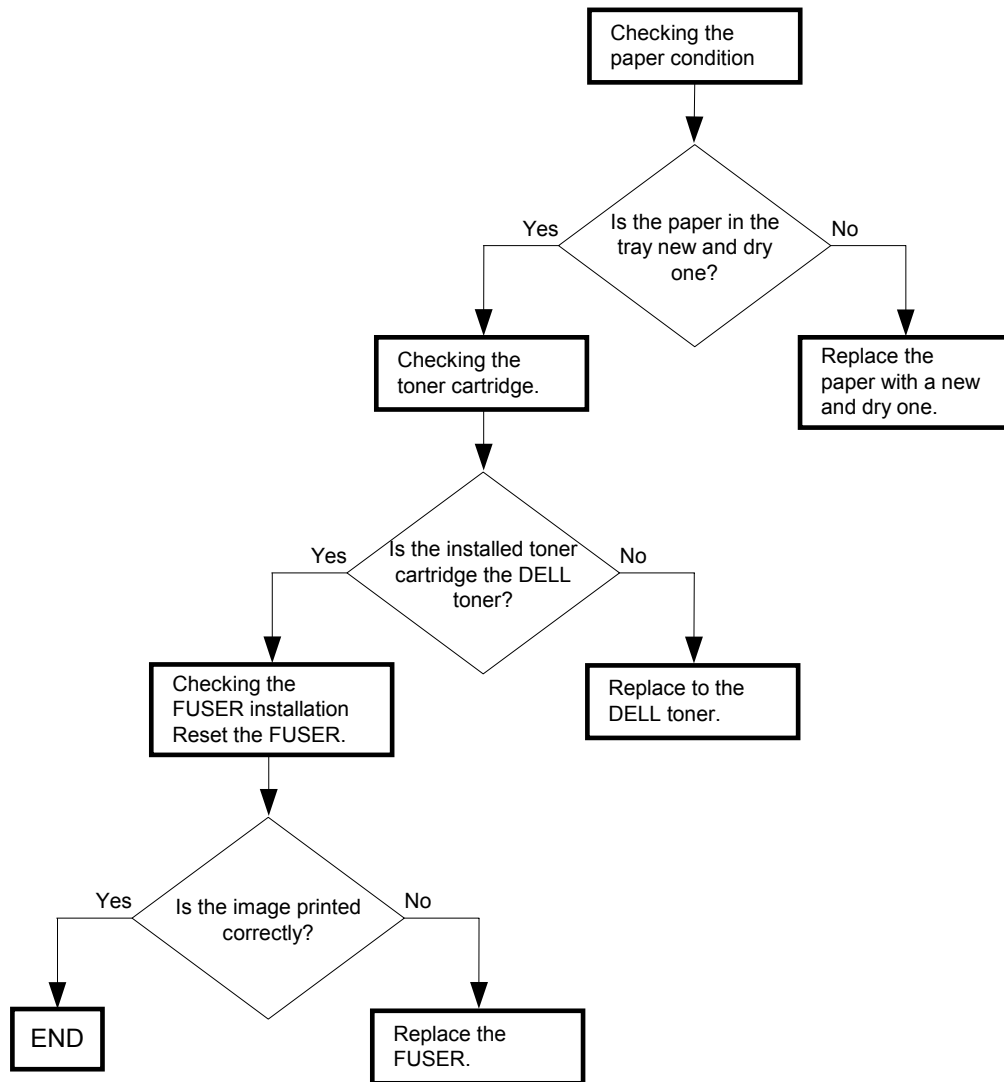 Checking the
paper condition
Is the paper in the
tray new and dry
one?
Yes
No
Checking the
toner cartridge.
Replace the
paper with a new
and dry one.
Is the installed toner
cartridge the DELL
toner?
Yes
No
Checking the
FUSER installation
Reset the FUSER.
Replace to the
DELL toner.
Is the image printed
correctly?
Yes
No
END
Replace the
FUSER.